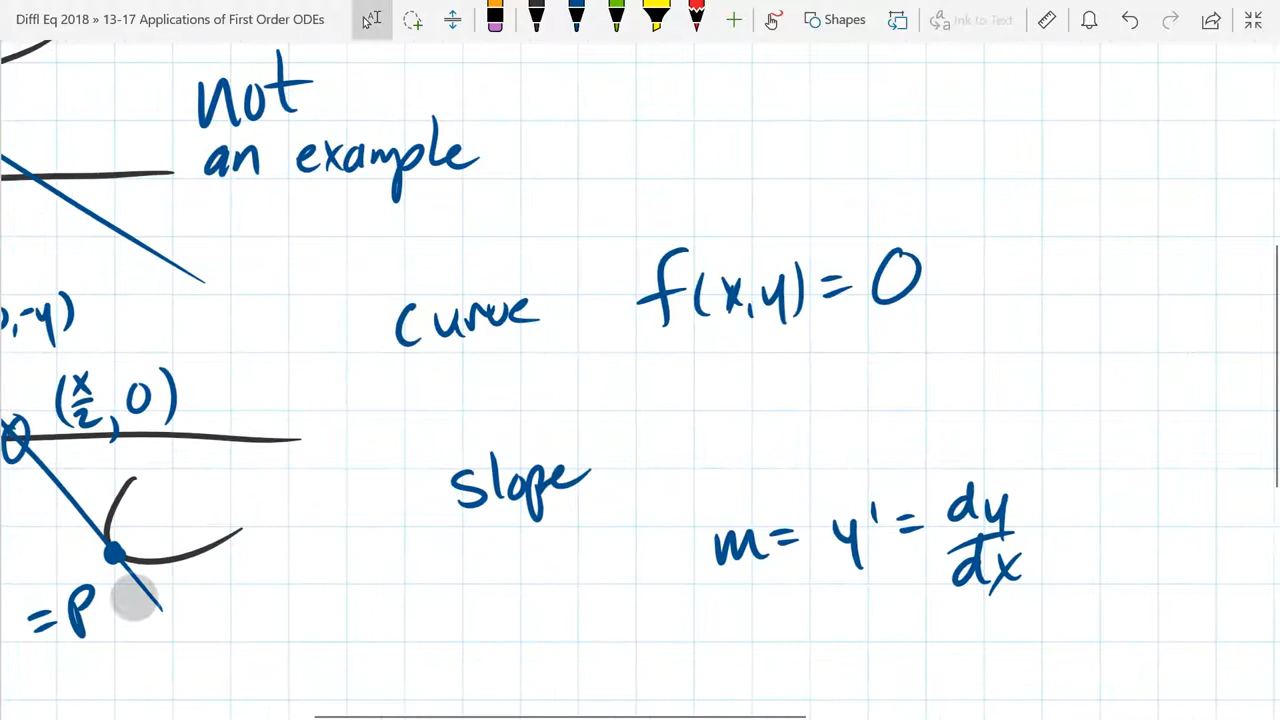 Diffl Eq 2018 » 13-17 Applications of First Order ODEs
Shapes
Ink to Text
not
an example
curve f(x,y) = 0
,-y)
(x/2, 0)
slope
m = y' = dy/dx
= P